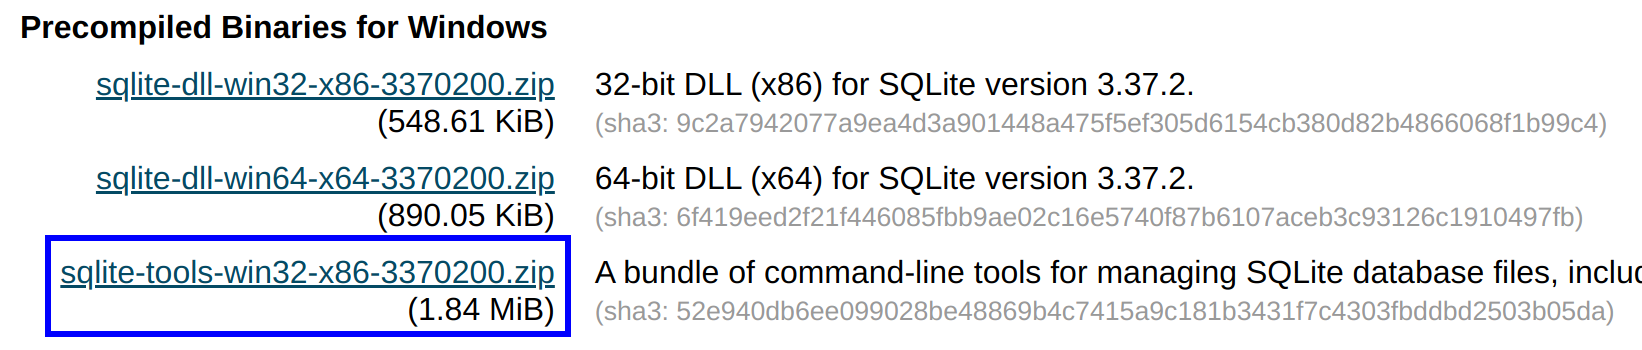 Precompiled Binaries for Windows
sqlite-dll-win32-x86-3370200.zip 32-bit DLL (x86) for SQLite version 3.37.2.
(548.61 KiB) (sha3: 9c2a7942077a9ea4d3a901448a475f5ef305d6154cb380d82b4866068f1b99c4)
sqlite-dll-win64-x64-3370200.zip 64-bit DLL (x64) for SQLite version 3.37.2.
(890.05 KiB) (sha3: 6f419eed2f21f446085fbb9ae02c16e5740f87b6107aceb3c93126c1910497fb)
sqlite-tools-win32-x86-3370200.zip A bundle of command-line tools for managing SQLite database files, includ
(1.84 MiB) (sha3: 52e940db6ee099028be48869b4c7415a9c181b3431f7c4303fbddbd2503b05da)